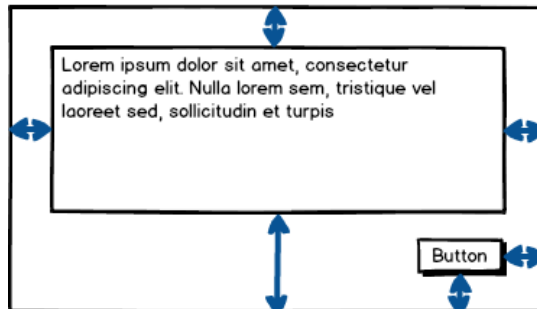 Lorem ipsum dolor sit amet, consectetur
adipiscing elit. Nulla lorem sem, tristique vel
laoreet sed, sollicitudin et turpis
Button